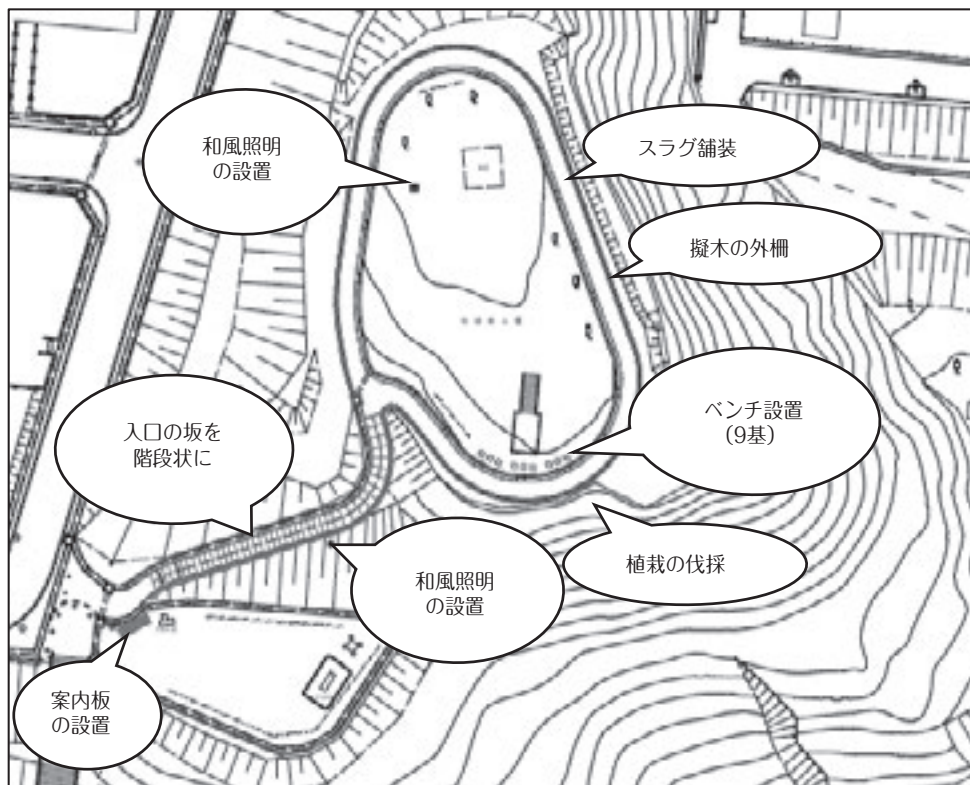 和風照明
の設置
スラグ舗装
擬木の外柵
ベンチ設置
(9基)
入口の坂を
階段状に
植栽の伐採
和風照明
の設置
案内板
の設置